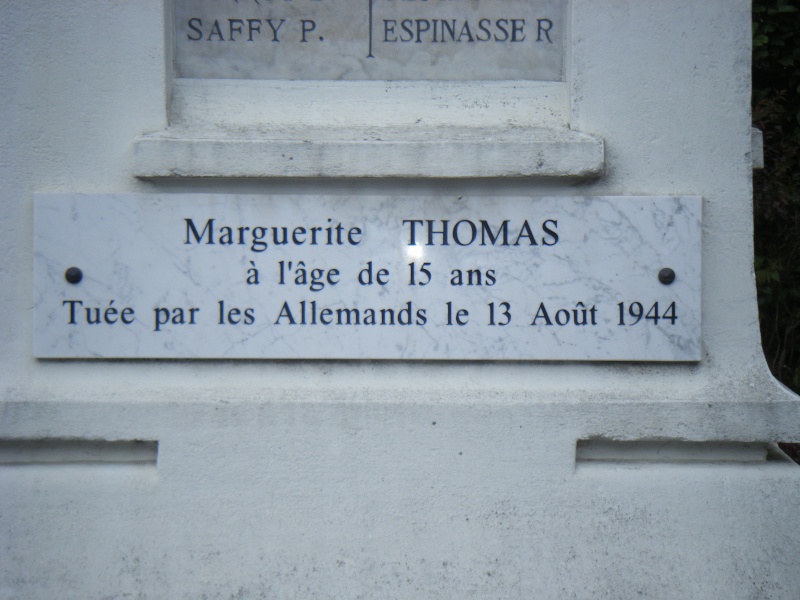 SAFFY P.
ESPINASSE R
Marguerite THOMAS
à l'âge de 15 ans
Tuée par les Allemands le 13 Août 1944